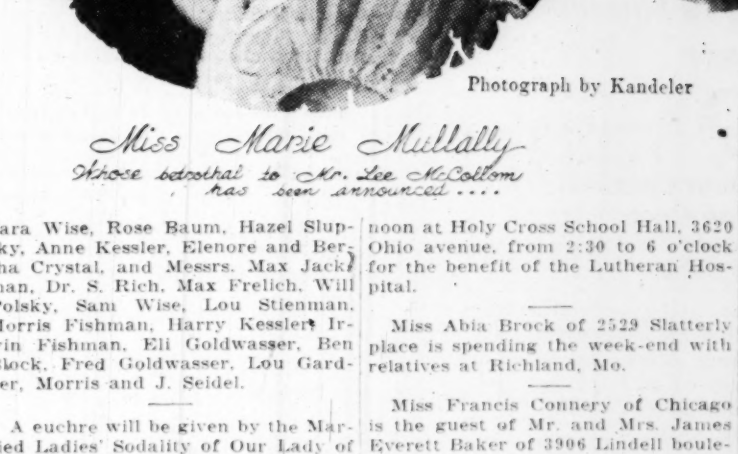 Photograph by Kandeler
Miss Marie Mullally
Whose betrothal to Mr. Lee McCollom
has been announced ....
ara Wise, Rose Baum, Hazel Slup-
ky, Anne Kessler, Elenore and Ber-
ha Crystal, and Messrs. Max Jack
man, Dr. S. Rich, Max Frelich, Will
Polsky, Sam Wise, Lou Stienman,
Morris Fishman, Harry Kessler, Ir-
vin Fishman, Eli Goldwasser, Ben
Block, Fred Goldwasser, Lou Gard-
er, Morris and J. Seidel.
A euchre will be given by the Mar-
ied Ladies' Sodality of Our Lady of
noon at Holy Cross School Hall, 3620
Ohio avenue, from 2:30 to 6 o'clock
for the benefit of the Lutheran Hos-
pital.
Miss Abia Brock of 2529 Slatterly
place is spending the week-end with
relatives at Richland, Mo.
Miss Francis Connery of Chicago
is the guest of Mr. and Mrs. James
Everett Baker of 3906 Lindell boule-